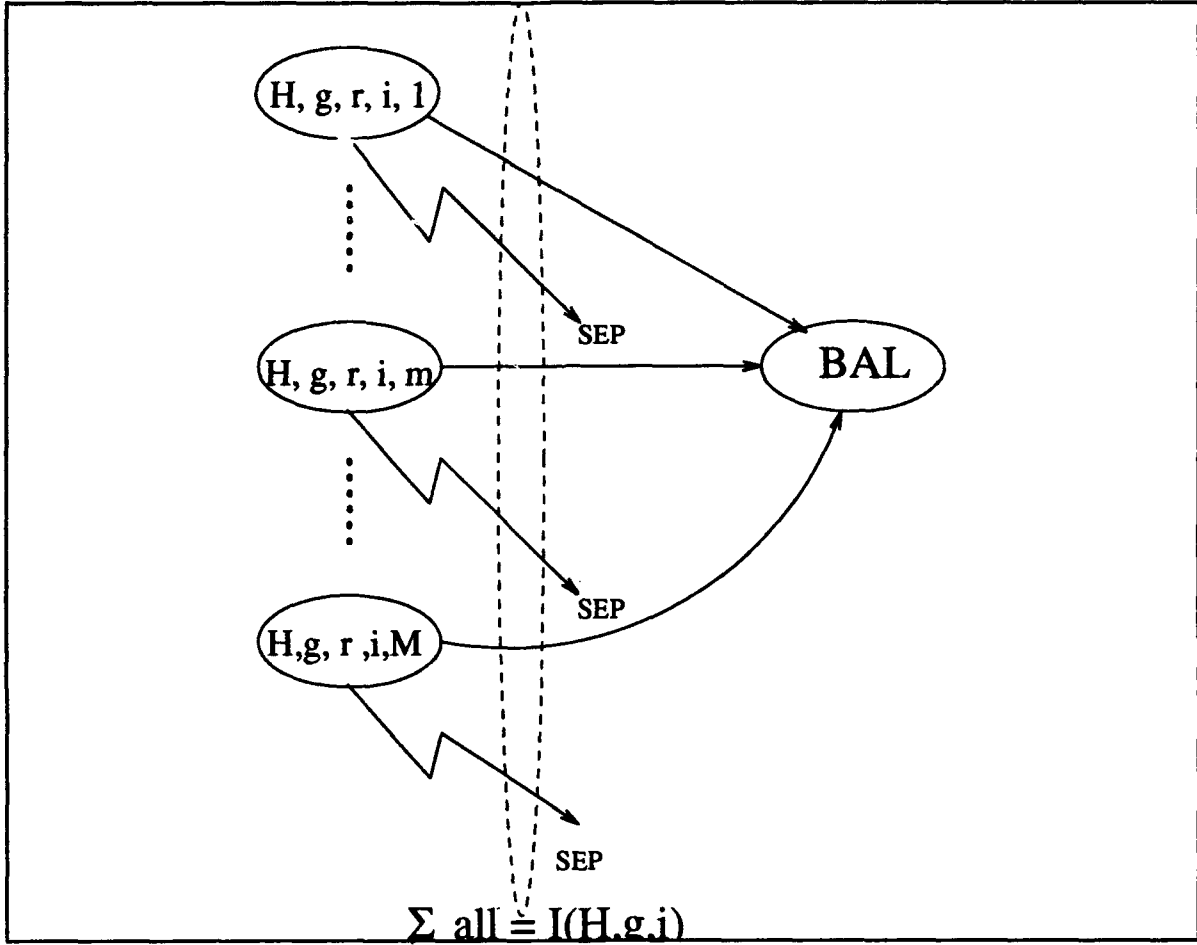 H, g, r, i, 1
SEP
H, g, r, i, m
BAL
SEP
H,g, r ,i,M
SEP
Σ all = I(H,g,i)